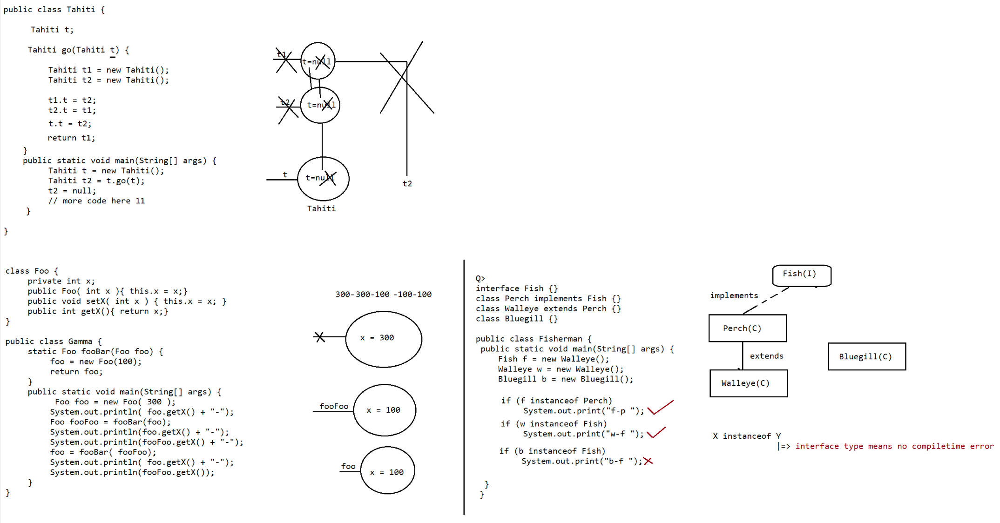 public class Tahiti {
Tahiti t;
Tahiti go(Tahiti t) {
Tahiti t1 = new Tahiti();
Tahiti t2 = new Tahiti();
t1.t = t2;
t2.t = t1;
t.t = t2;
return t1;
}
public static void main(String[] args) {
Tahiti t = new Tahiti();
Tahiti t2 = t.go(t);
t2 = null;
// more code here 11
}
}
t1
t=null
t2
t=null
t
t=null
Tahiti
t2
class Foo {
private int x;
public Foo( int x ){ this.x = x;}
public void setX( int x ) { this.x = x; }
public int getX(){ return x;}
}
public class Gamma {
static Foo fooBar(Foo foo) {
foo = new Foo(100);
return foo;
}
public static void main(String[] args) {
Foo foo = new Foo( 300 );
System.out.println( foo.getX() + "-");
Foo fooFoo = fooBar(foo);
System.out.println(foo.getX() + "-");
System.out.println(fooFoo.getX() + "-");
foo = fooBar( fooFoo);
System.out.println( foo.getX() + "-");
System.out.println(fooFoo.getX());
}
}
300-300-100 -100-100
x = 300
fooFoo
x = 100
foo
x = 100
Q>
interface Fish {}
class Perch implements Fish {}
class Walleye extends Perch {}
class Bluegill {}
public class Fisherman {
public static void main(String[] args) {
Fish f = new Walleye();
Walleye w = new Walleye();
Bluegill b = new Bluegill();
if (f instanceof Perch)
System.out.print("f-p ");
if (w instanceof Fish)
System.out.print("w-f ");
if (b instanceof Fish)
System.out.print("b-f ");
}
}
Fish(I)
implements
Perch(C)
extends
Bluegill(C)
Walleye(C)
X instanceof Y
|=> interface type means no compiletime error